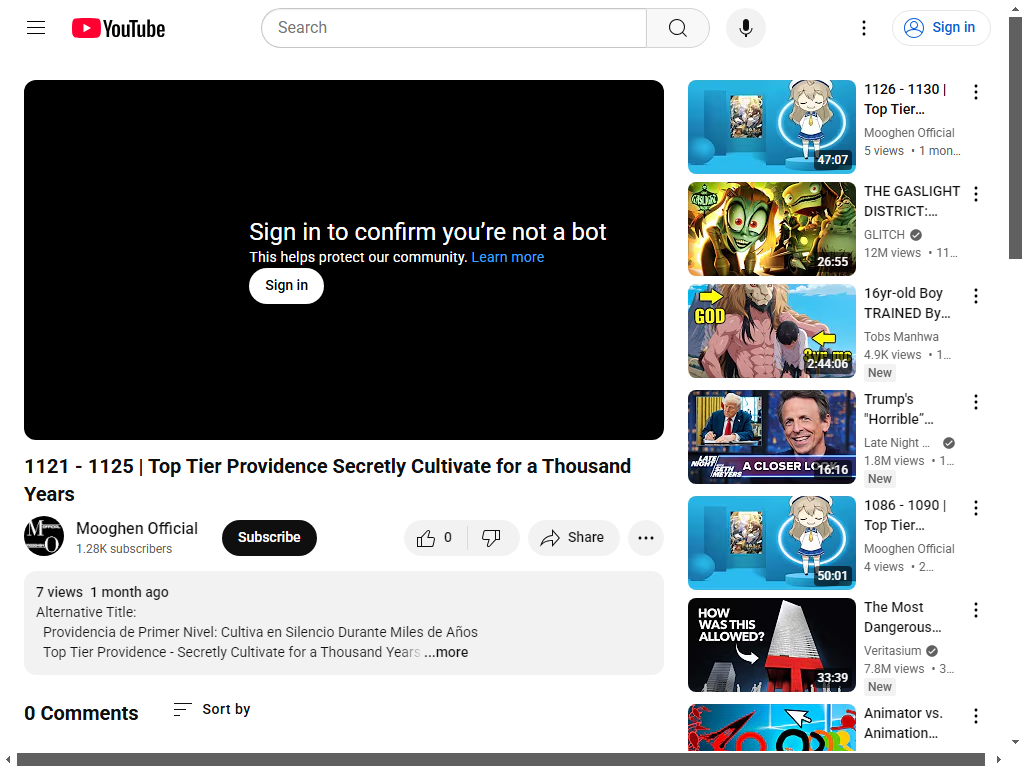 YouTube
Search
Sign in
Sign in to confirm you’re not a bot
This helps protect our community. Learn more
Sign in
1121 - 1125 | Top Tier Providence Secretly Cultivate for a Thousand
Years
Mooghen Official
1.28K subscribers
Subscribe
0
Share
7 views 1 month ago
Alternative Title:
Providencia de Primer Nivel: Cultiva en Silencio Durante Miles de Años
Top Tier Providence - Secretly Cultivate for a Thousand Years ...more
0 Comments
Sort by
47:07
1126 - 1130 |
Top Tier…
Mooghen Official
5 views • 1 mon…
26:55
THE GASLIGHT
DISTRICT:…
GLITCH
12M views • 11…
GOD
2:44:06
16yr-old Boy
TRAINED By…
Tobs Manhwa
4.9K views • 1…
New
LATE NIGHT
SETH MEYERS
A CLOSER LOOK
16:16
Trump's
"Horrible”…
Late Night …
1.8M views • 1…
New
50:01
1086 - 1090 |
Top Tier…
Mooghen Official
4 views • 2…
HOW
WAS THIS
ALLOWED?
33:39
The Most
Dangerous…
Veritasium
7.8M views • 3…
New
Animator vs.
Animation…